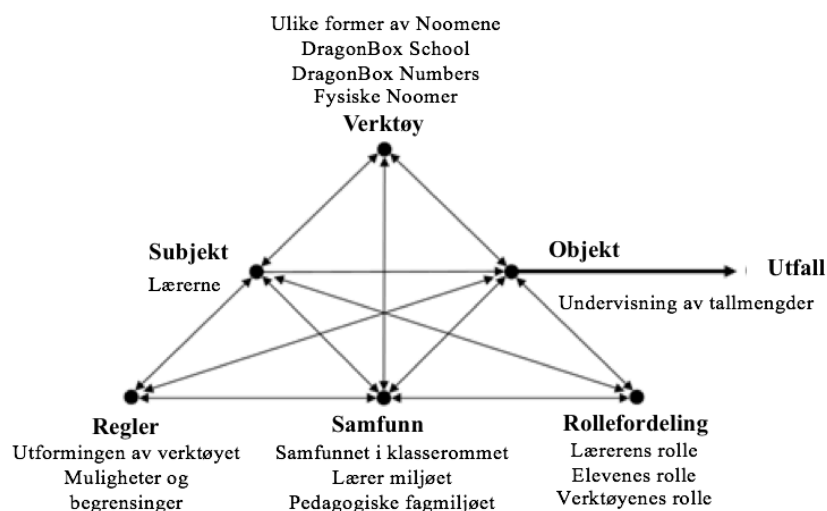 Ulike former av Noomene
DragonBox School
DragonBox Numbers
Fysiske Noomer
Verktøy
Subjekt
Lærerne
Objekt
Utfall
Undervisning av tallmengder
Regler
Utformingen av verktøyet
Muligheter og
begrensinger
Samfunn
Samfunnet i klasserommet
Lærer miljøet
Pedagogiske fagmiljøet
Rollefordeling
Lærerens rolle
Elevenes rolle
Verktøyenes rolle